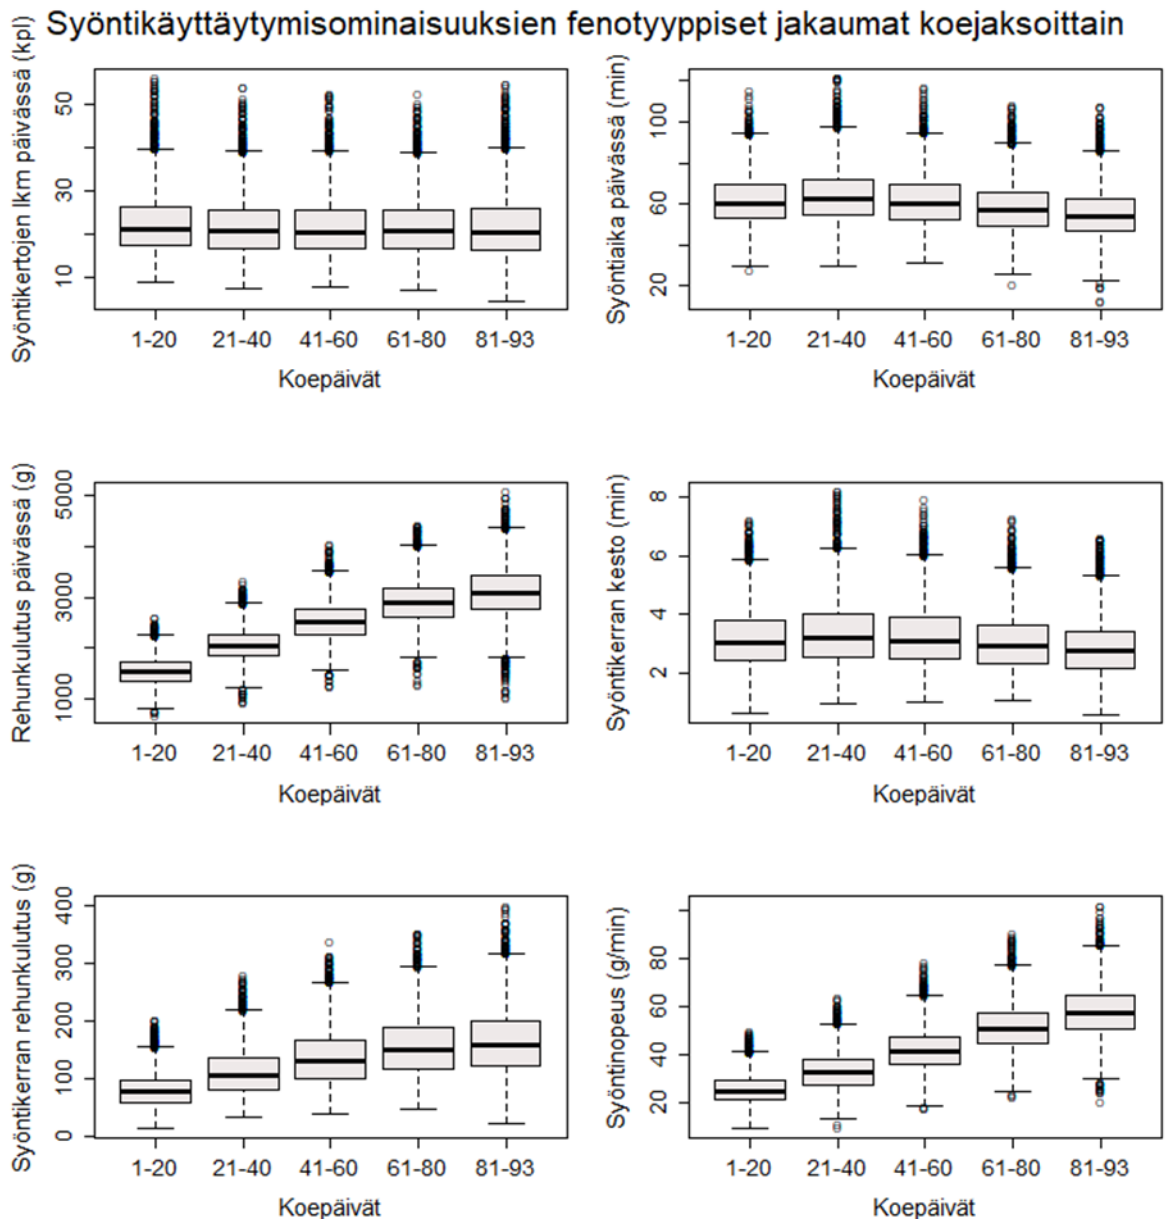 Syöntikäyttäytymisominaisuuksien fenotyyppiset jakaumat koejaksoittain
Syöntikertojen lkm päivässä (kpl)
50
30
10
1-20 21-40 41-60 61-80 81-93
Koepäivät
Syöntiaika päivässä (min)
100
60
20
1-20 21-40 41-60 61-80 81-93
Koepäivät
Rehunkulutus päivässä (g)
5000
3000
1000
1-20 21-40 41-60 61-80 81-93
Koepäivät
Syöntikerran kesto (min)
8
6
4
2
1-20 21-40 41-60 61-80 81-93
Koepäivät
Syöntikerran rehunkulutus (g)
400
300
200
100
0
1-20 21-40 41-60 61-80 81-93
Koepäivät
Syöntinopeus (g/min)
80
60
40
20
1-20 21-40 41-60 61-80 81-93
Koepäivät